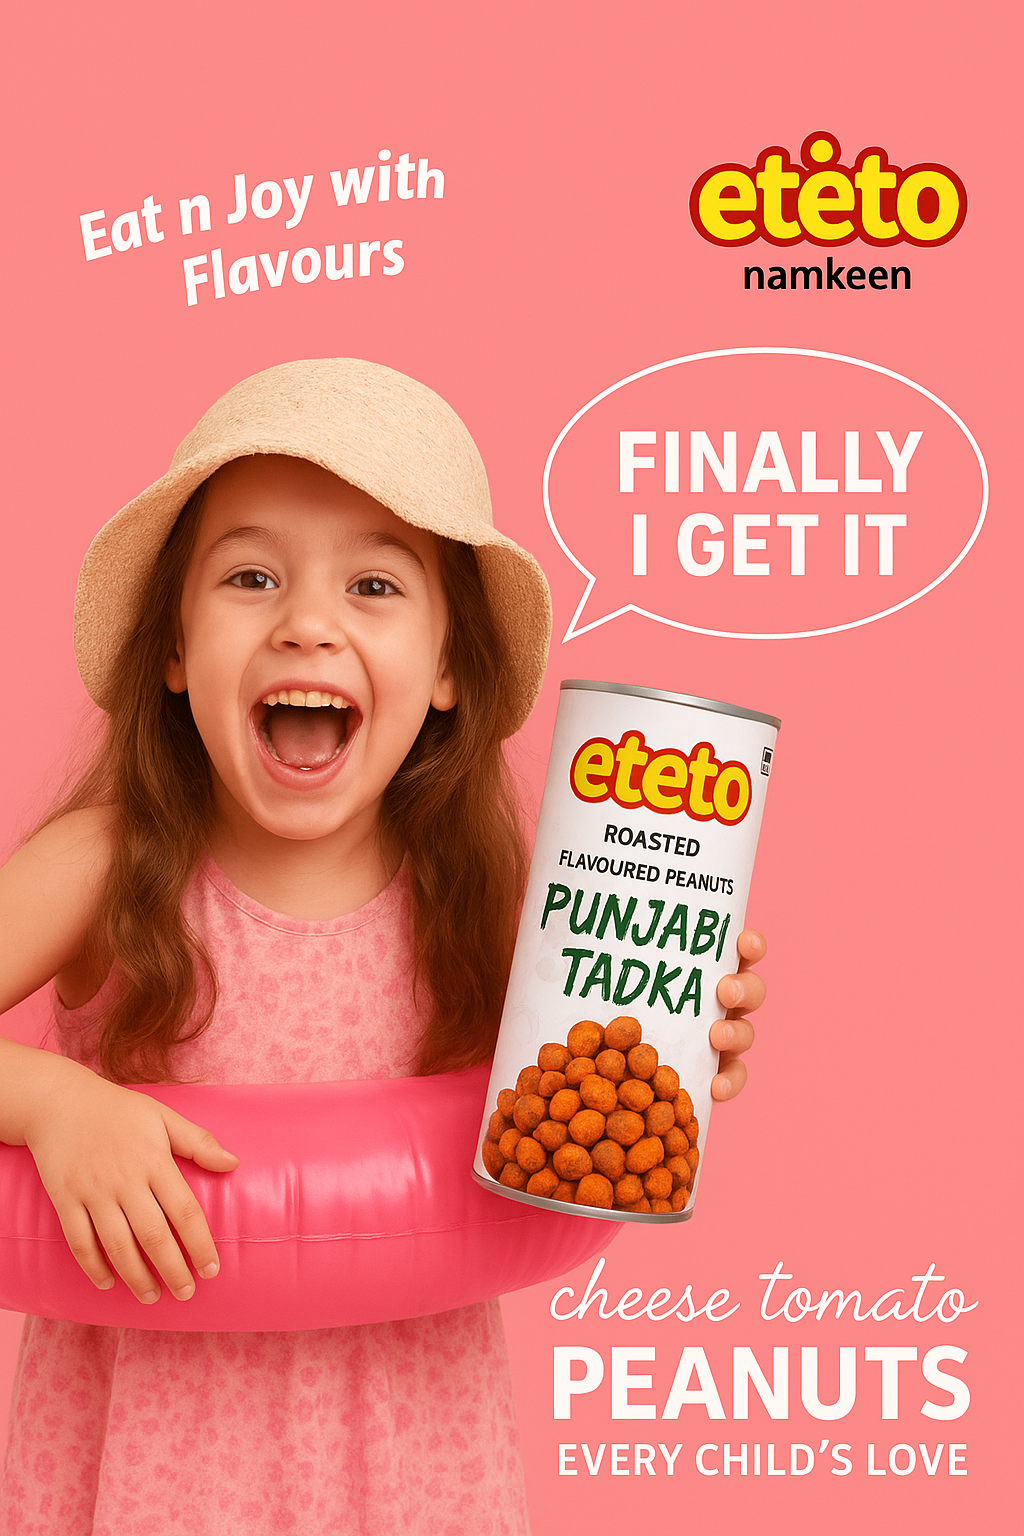 Eat n Joy with
Flavours
eteto
namkeen
FINALLY
I GET IT
eteto
ROASTED
FLAVOURED PEANUTS
PUNJABI
TADKA
cheese tomato
PEANUTS
EVERY CHILD'S LOVE